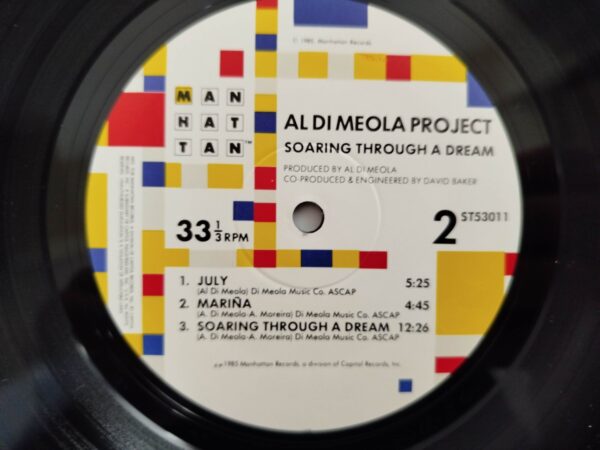 © 1985, Manhattan Records
MAN
HAT
TAN™
AL DI MEOLA PROJECT
SOARING THROUGH A DREAM
PRODUCED BY AL DI MEOLA
CO-PRODUCED & ENGINEERED BY DAVID BAKER
33 1/3 RPM
2 ST53011
1. JULY 5:25
(Al Di Meola) Di Meola Music Co. ASCAP
2. MARIÑA 4:45
(A. Di Meola-A. Moreira) Di Meola Music Co. ASCAP
3. SOARING THROUGH A DREAM 12:26
(A. Di Meola-A. Moreira) Di Meola Music Co. ASCAP
1985 Manhattan Records, a division of Capitol Records, Inc.